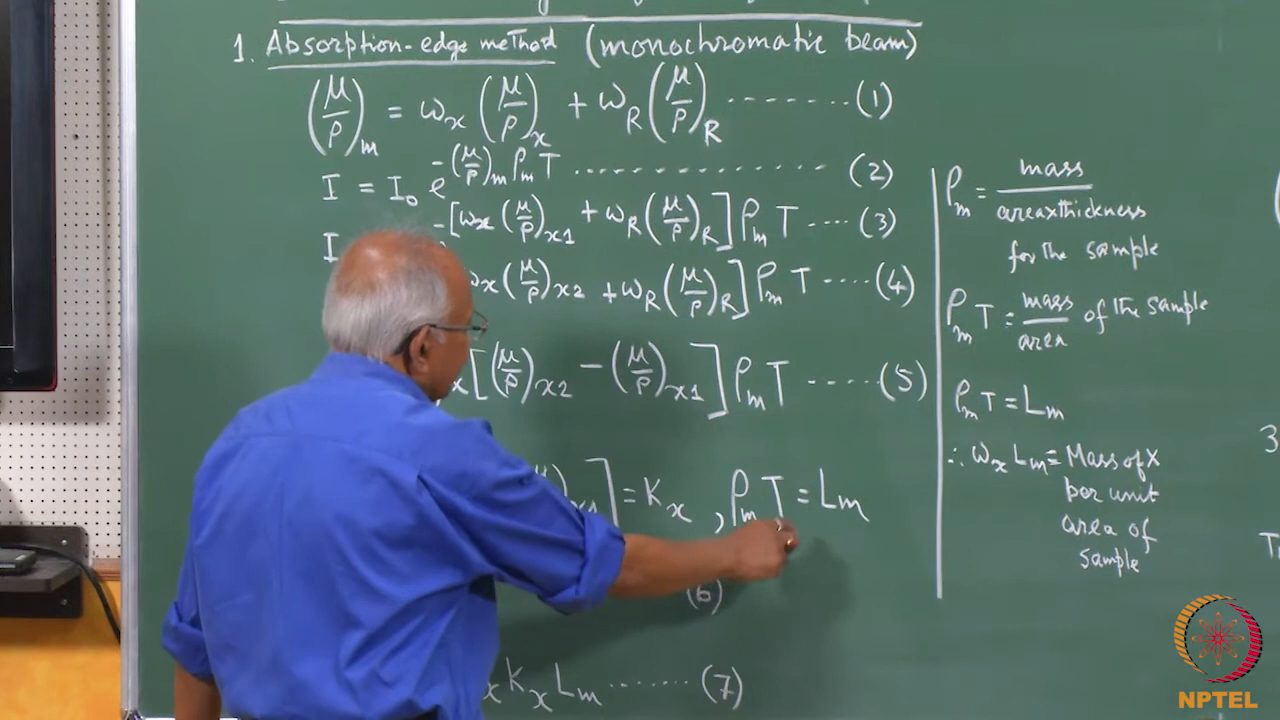 1. Absorption-edge method (monochromatic beam)
(μ/ρ)m = ωx (μ/ρ)x + ωR (μ/ρ)R ........ (1)
I = I₀ e^-(μ/ρ)m ρm T .............. (2)
I -[ωx (μ/ρ)x1 + ωR (μ/ρ)R] ρm T .... (3)
ωx (μ/ρ)x2 + ωR (μ/ρ)R] ρm T .... (4)
x [(μ/ρ)x2 - (μ/ρ)x1] ρm T ..... (5)
] = Kx , ρm T = Lm
(6)
x Kx Lm ....... (7)
ρm = mass
areaxthickness
for the sample
ρm T = mass/area of the sample
ρm T = Lm
∴ ωx Lm = Mass of X
per unit
area of
sample
3
T
NPTEL